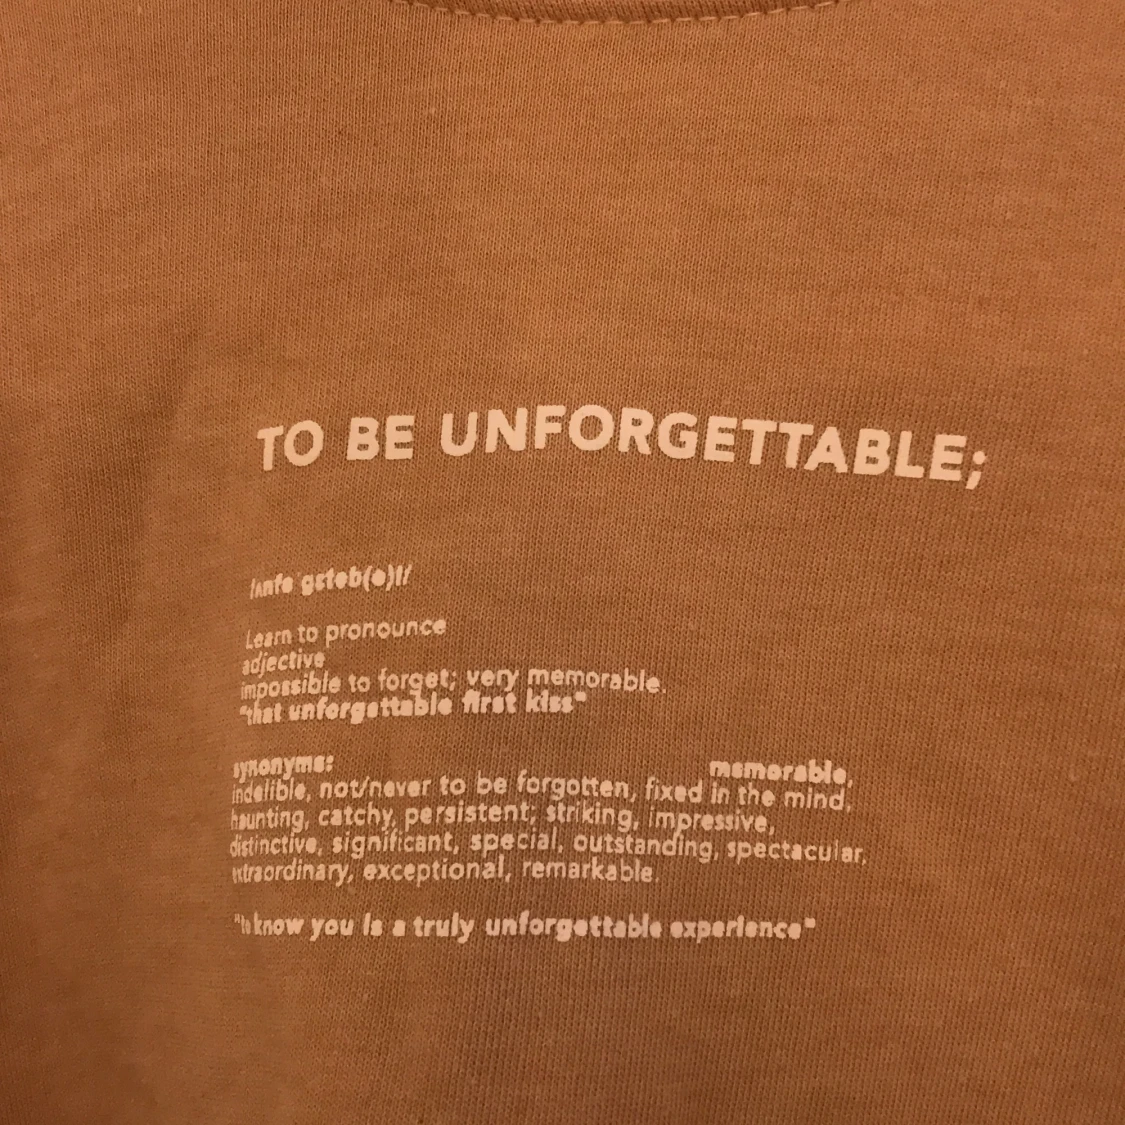 TO BE UNFORGETTABLE;
/ʌnfəˈɡɛtəb(ə)l/
Learn to pronounce
adjective
impossible to forget; very memorable.
"that unforgettable first kiss"
synonyms: memorable,
indelible, not/never to be forgotten, fixed in the mind,
haunting, catchy, persistent; striking, impressive,
distinctive, significant, special, outstanding, spectacular,
extraordinary, exceptional, remarkable.
"to know you is a truly unforgettable experience"